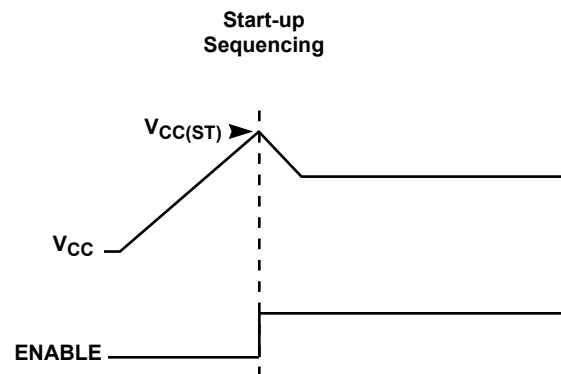 Start-up
Sequencing
VCC(ST)
VCC
ENABLE